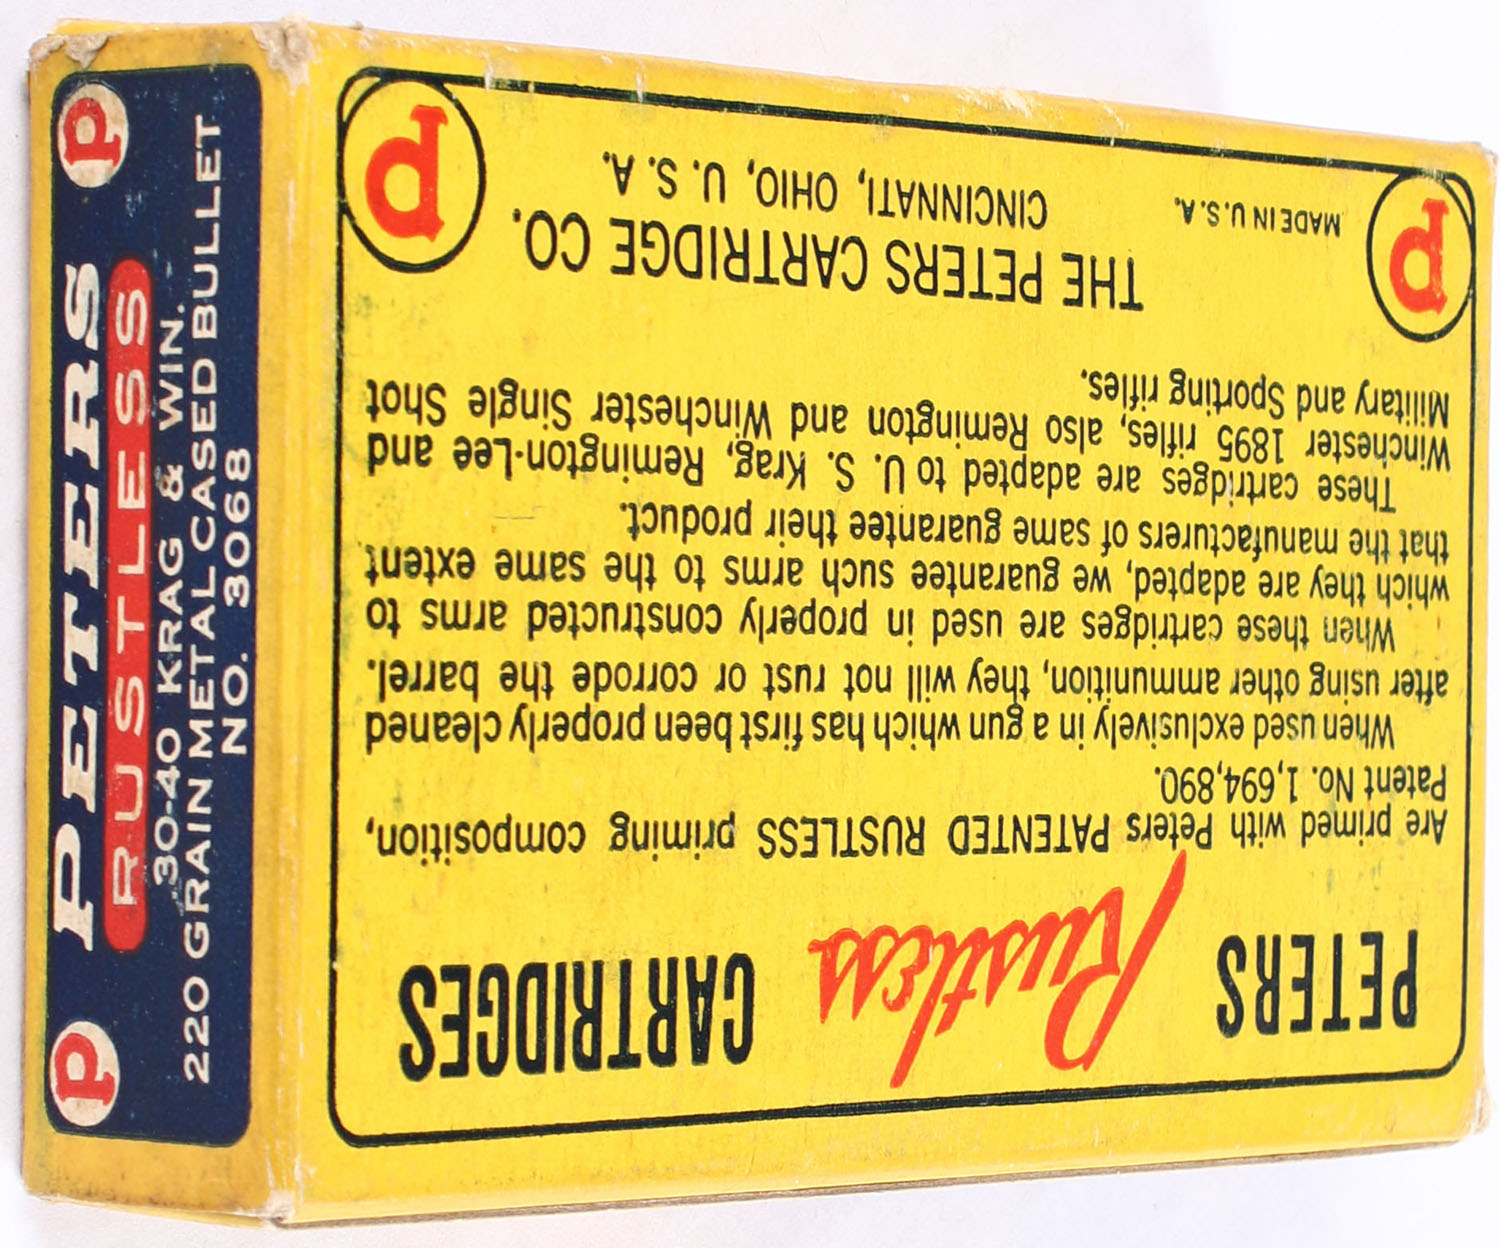 P
PETERS
P
RUSTLESS
.30-40 KRAG & WIN.
220 GRAIN METAL CASED BULLET
NO. 3068
PETERS Rustless CARTRIDGES
Are primed with Peters PATENTED RUSTLESS priming composition,
Patent No. 1,694,890.
When used exclusively in a gun which has first been properly cleaned
after using other ammunition, they will not rust or corrode the barrel.
When these cartridges are used in properly constructed arms to
which they are adapted, we guarantee such arms to the same extent
that the manufacturers of same guarantee their product.
These cartridges are adapted to U. S. Krag, Remington-Lee and
Winchester 1895 rifles, also Remington and Winchester Single Shot
Military and Sporting rifles.
THE PETERS CARTRIDGE CO.
MADE IN U.S.A.
CINCINNATI, OHIO, U. S. A.
P
P